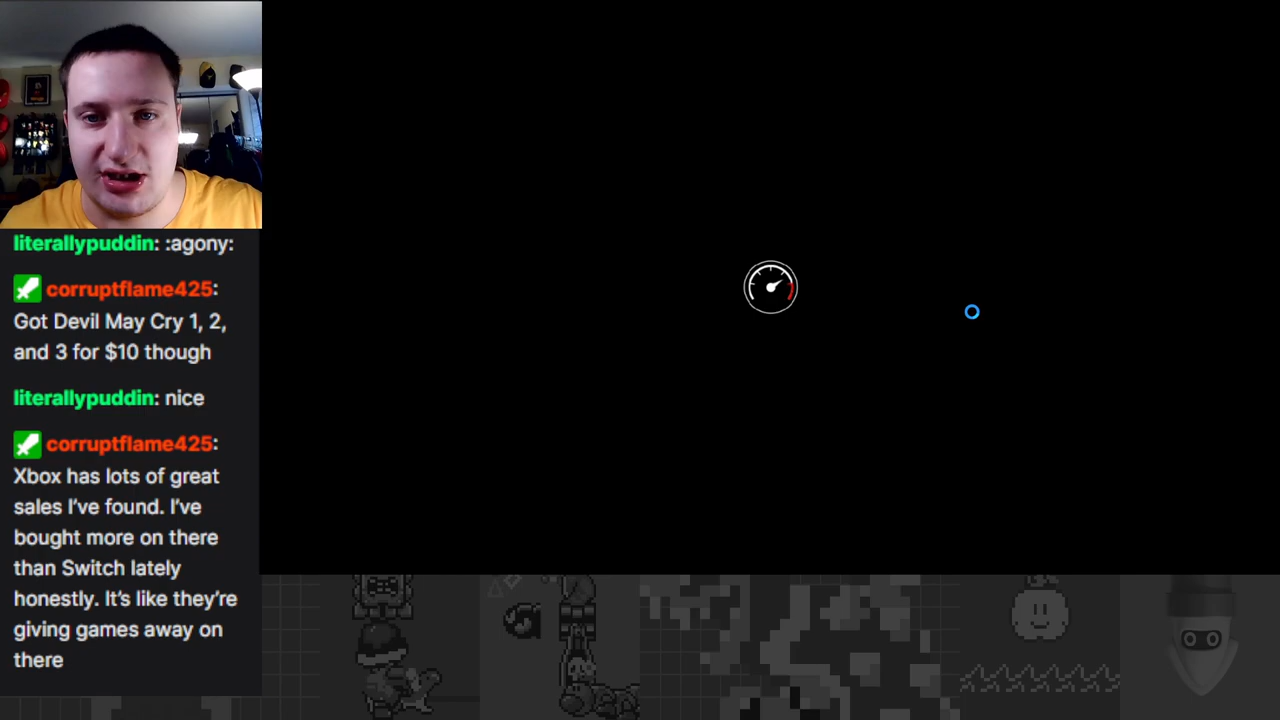 literallypuddin: :agony:
corruptflame425:
Got Devil May Cry 1, 2,
and 3 for $10 though
literallypuddin: nice
corruptflame425:
Xbox has lots of great
sales I've found. I've
bought more on there
than Switch lately
honestly. It's like they're
giving games away on
there